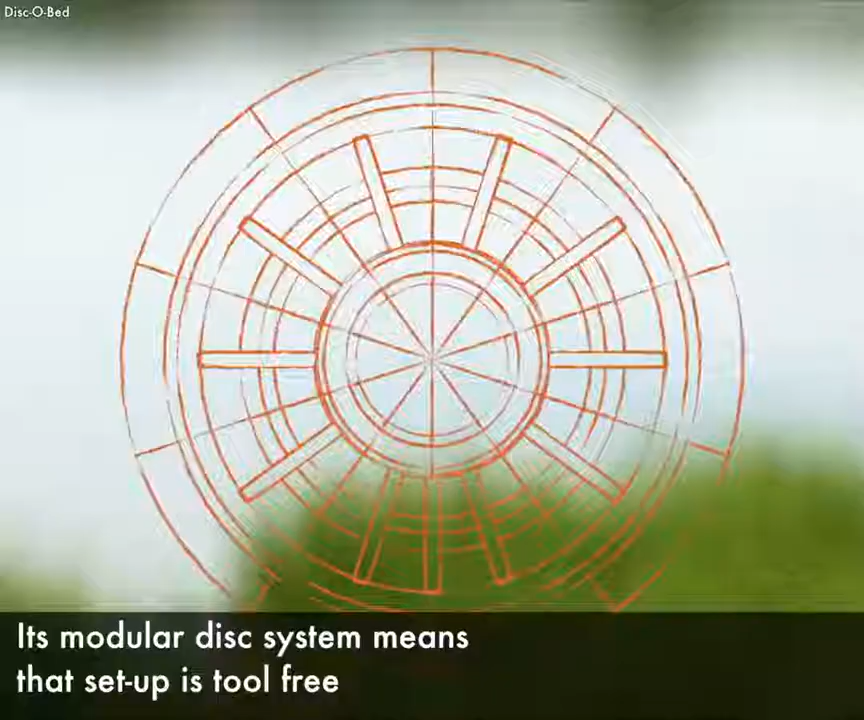 Disc-O-Bed
Its modular disc system means
that set-up is tool free